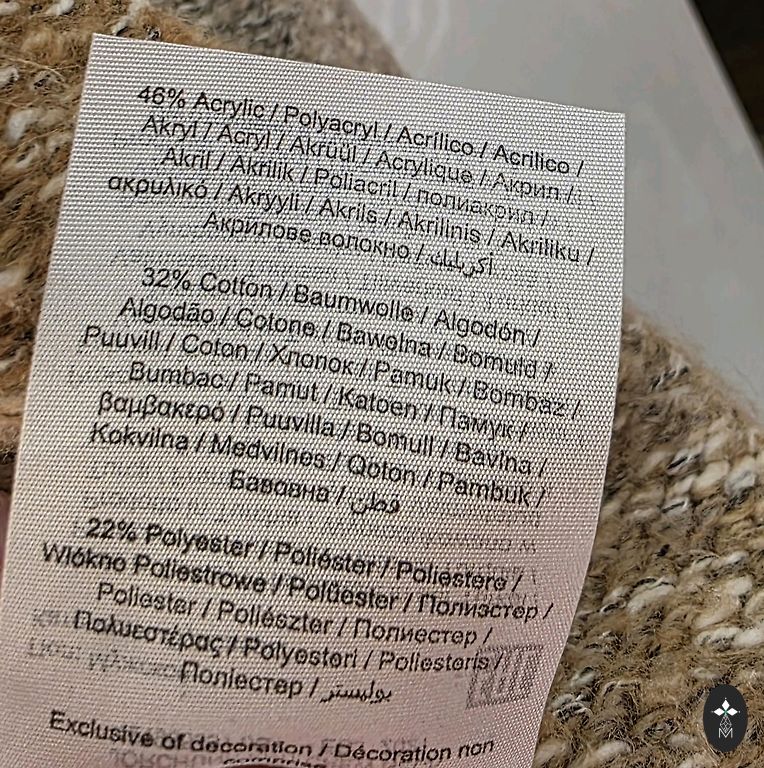 46% Acrylic / Polyacryl / Acrílico / Acrilico /
Akryl / Acryl / Akrüül / Acrylique / Акрил /
Akril / Akrilik / Poliacril / полиакрил /
ακρυλικό / Akryyli / Akrils / Akrilinis / Akriliku /
Акрилове волокно / أكريليك
32% Cotton / Baumwolle / Algodón /
Algodão / Cotone / Bawełna / Bomuld /
Puuvill / Coton / Хлопок / Pamuk / Bombaž /
Bumbac / Pamut / Katoen / Памук /
βαμβακερό / Puuvilla / Bomull / Bavlna /
Kokvilna / Medvilnės / Qoton / Pambuk /
Бавовна / قطن
22% Polyester / Poliéster / Poliestere /
Włókno Poliestrowe / Polüester / Полиэстер /
Poliester / Poliészter / Полиестер /
Πολυεστέρας / Polyesteri / Poliesteris /
Поліестер / بوليستر
Exclusive of decoration / Décoration non
comprise
M